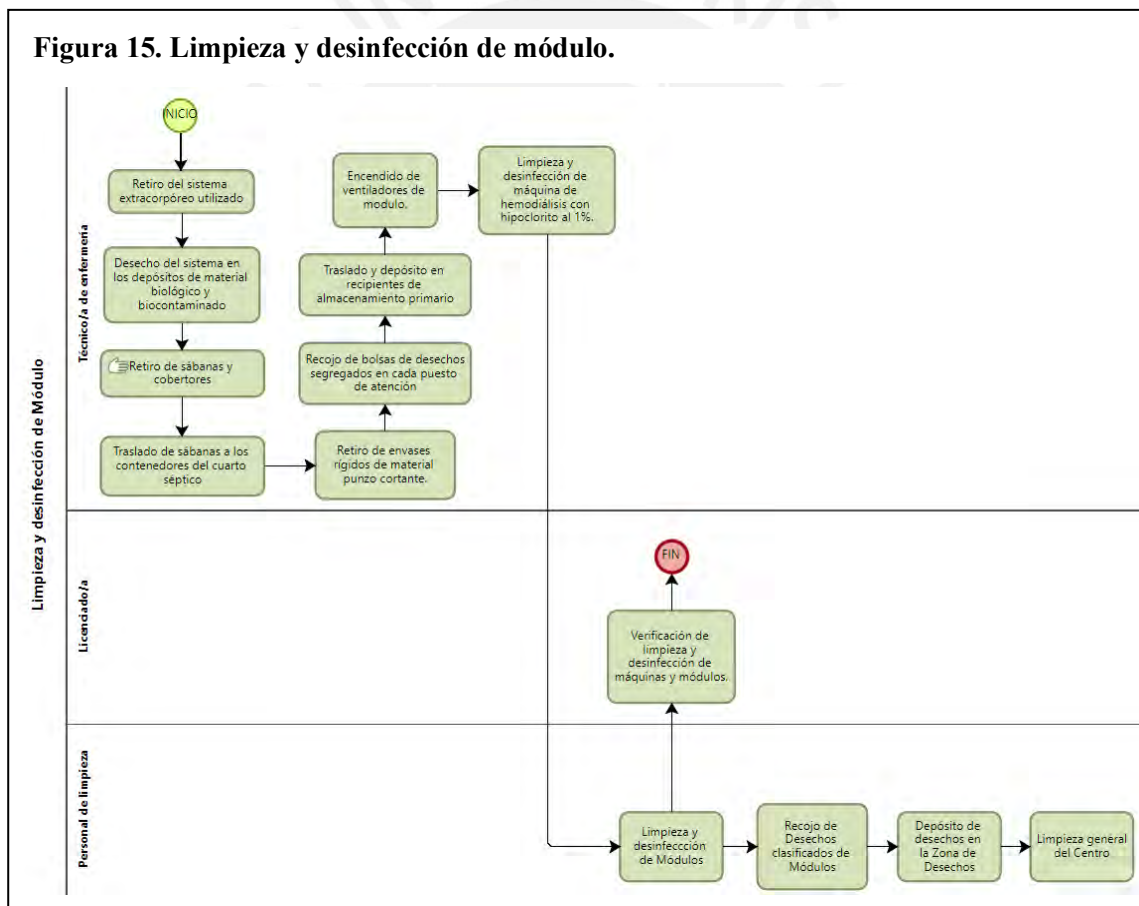 Figura 15. Limpieza y desinfección de módulo.
Limpieza y desinfección de Módulo
Técnico/a de enfermería
INICIO
Retiro del sistema
extracorpóreo utilizado
Desecho del sistema en
los depósitos de material
biológico y
biocontaminado
Retiro de sábanas y
cobertores
Traslado de sábanas a los
contenedores del cuarto
séptico
Retiro de envases
rígidos de material
punzo cortante.
Recojo de bolsas de desechos
segregados en cada puesto
de atención
Traslado y depósito en
recipientes de
almacenamiento primario
Encendido de
ventiladores de
modulo.
Limpieza y
desinfección de
máquina de
hemodiálisis con
hipoclorito al 1%.
Licenciado/a
FIN
Verificación de
limpieza y
desinfección de
máquinas y módulos.
Personal de limpieza
Limpieza y
desinfeccción
de Módulos
Recojo de
Desechos
clasificados de
Módulos
Depósito de
desechos en
la Zona de
Desechos
Limpieza general
del Centro